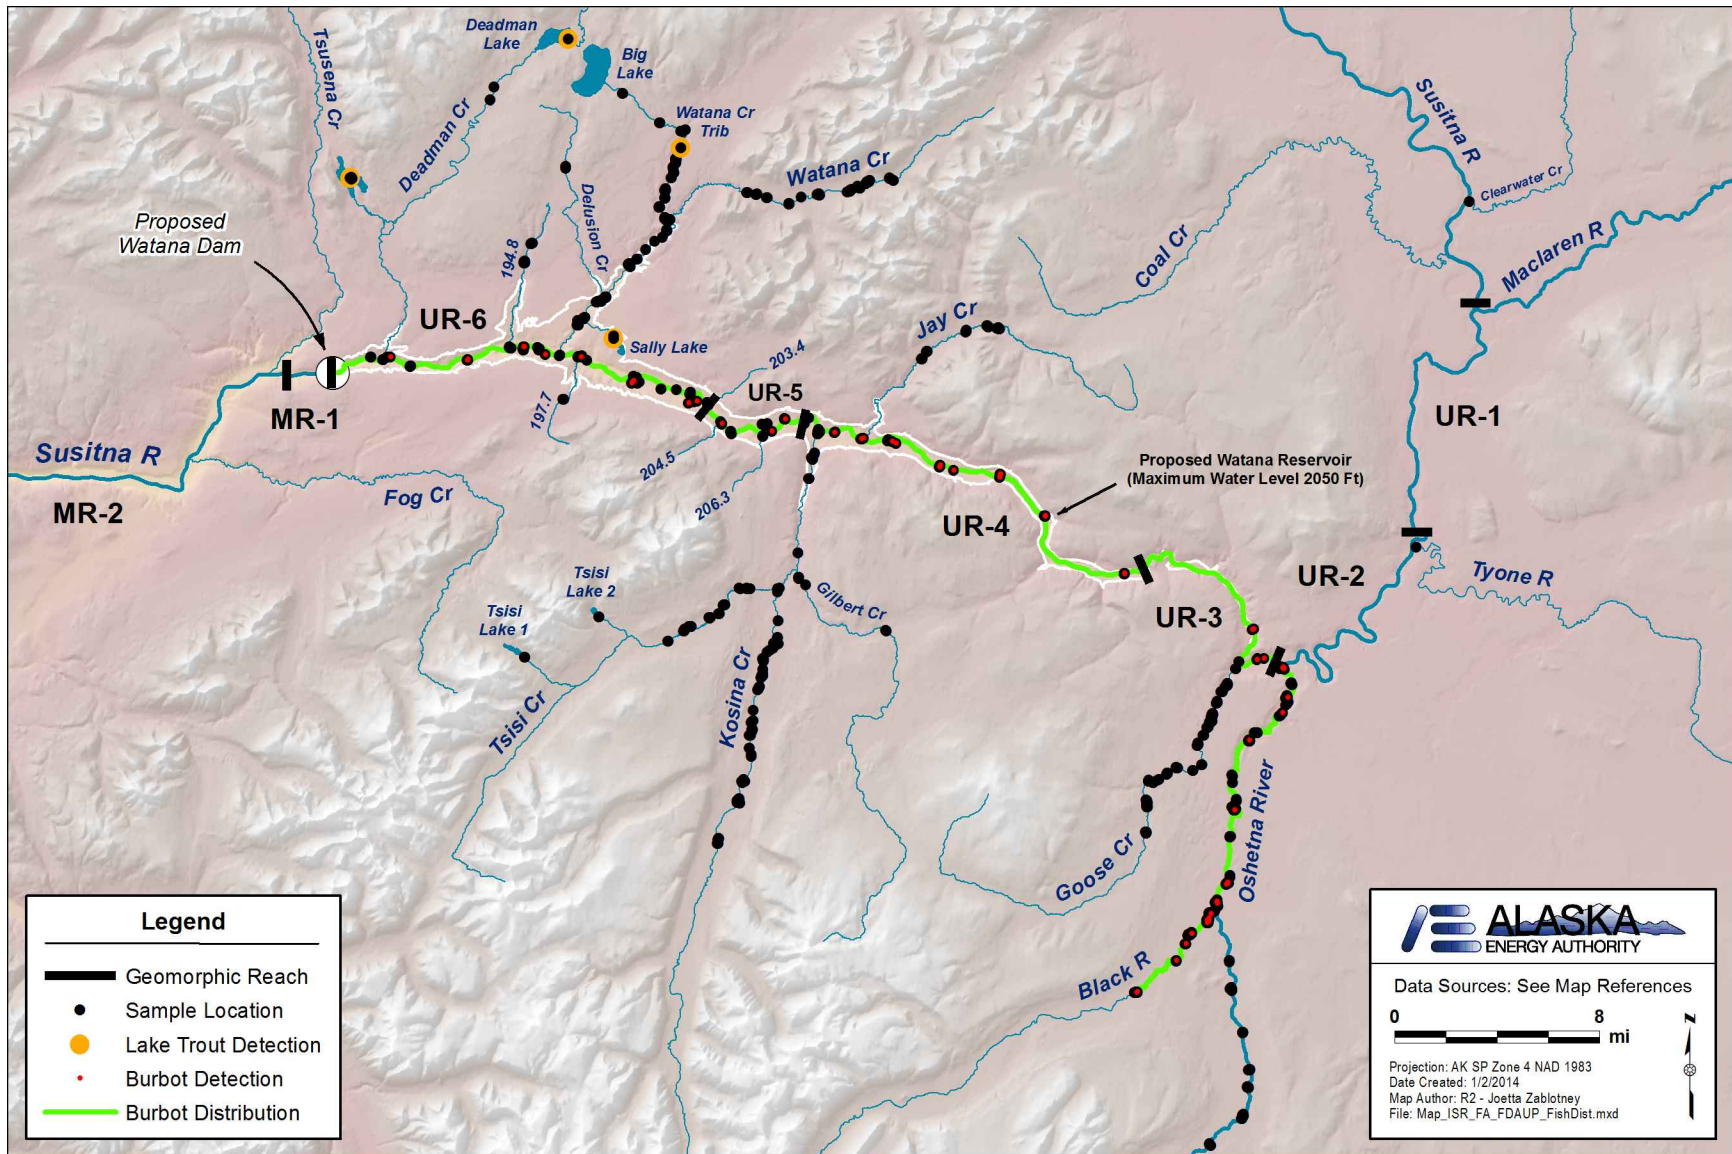 Deadman
Lake
Big
Lake
Tsusena Cr
Deadman Cr
Watana Cr
Trib
Watana Cr
Susitna R
Clearwater Cr
Maclaren R
Coal Cr
Proposed
Watana Dam
194.8
Delusion Cr
UR-6
Jay Cr
Sally Lake
203.4
UR-5
MR-1
197.7
UR-1
Susitna R
MR-2
Fog Cr
204.5
206.3
Proposed Watana Reservoir
(Maximum Water Level 2050 Ft)
UR-4
UR-2
Tyone R
Tsisi
Lake 2
Tsisi
Lake 1
Gilbert Cr
UR-3
Tsisi Cr
Kosina Cr
Goose Cr
Oshetna River
Black R
Legend
Geomorphic Reach
Sample Location
Lake Trout Detection
Burbot Detection
Burbot Distribution
ALASKA
ENERGY AUTHORITY
Data Sources: See Map References
0 8
mi
N
Projection: AK SP Zone 4 NAD 1983
Date Created: 1/2/2014
Map Author: R2 - Joetta Zablotney
File: Map_ISR_FA_FDAUP_FishDist.mxd